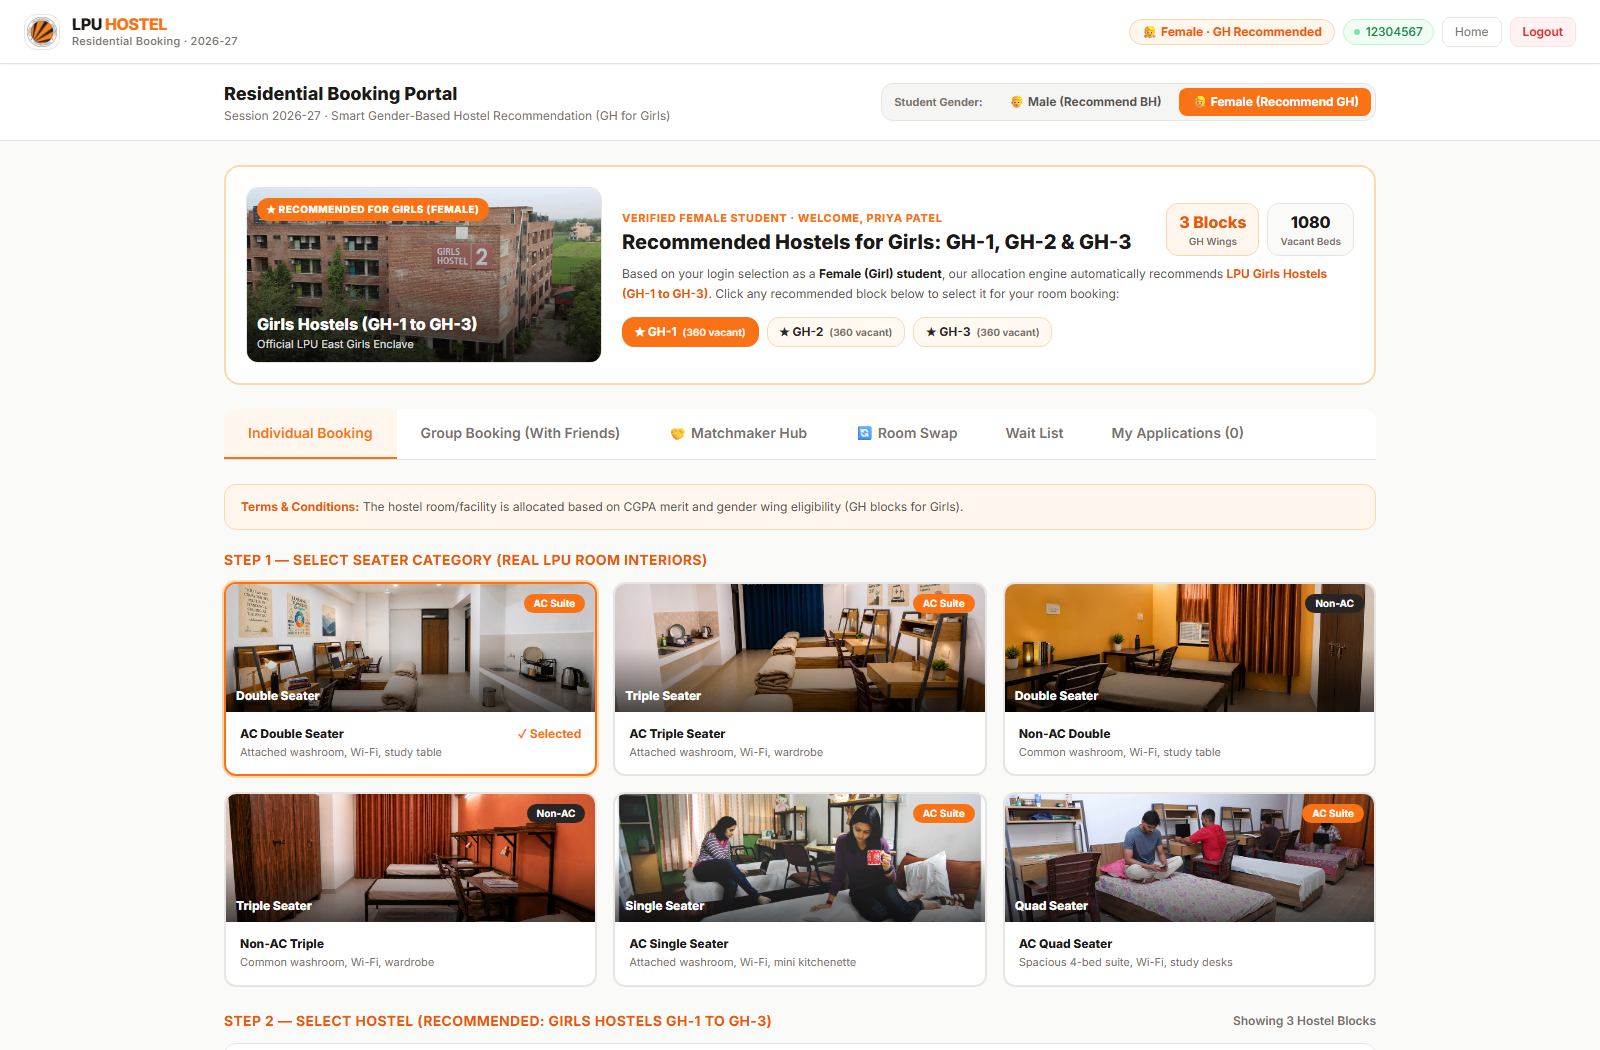 LPU HOSTEL
Residential Booking · 2026-27
Female · GH Recommended
12304567
Home
Logout
Residential Booking Portal
Session 2026-27 · Smart Gender-Based Hostel Recommendation (GH for Girls)
Student Gender:
Male (Recommend BH)
Female (Recommend GH)
★ RECOMMENDED FOR GIRLS (FEMALE)
GIRLS
HOSTEL 2
Girls Hostels (GH-1 to GH-3)
Official LPU East Girls Enclave
VERIFIED FEMALE STUDENT · WELCOME, PRIYA PATEL
Recommended Hostels for Girls: GH-1, GH-2 & GH-3
3 Blocks
GH Wings
1080
Vacant Beds
Based on your login selection as a Female (Girl) student, our allocation engine automatically recommends LPU Girls Hostels
(GH-1 to GH-3). Click any recommended block below to select it for your room booking:
★ GH-1 (360 vacant)
★ GH-2 (360 vacant)
★ GH-3 (360 vacant)
Individual Booking
Group Booking (With Friends)
Matchmaker Hub
Room Swap
Wait List
My Applications (0)
Terms & Conditions: The hostel room/facility is allocated based on CGPA merit and gender wing eligibility (GH blocks for Girls).
STEP 1 — SELECT SEATER CATEGORY (REAL LPU ROOM INTERIORS)
AC Suite
Double Seater
AC Double Seater
✓ Selected
Attached washroom, Wi-Fi, study table
AC Suite
Triple Seater
AC Triple Seater
Attached washroom, Wi-Fi, wardrobe
Non-AC
Double Seater
Non-AC Double
Common washroom, Wi-Fi, study table
Non-AC
Triple Seater
Non-AC Triple
Common washroom, Wi-Fi, wardrobe
AC Suite
Single Seater
AC Single Seater
Attached washroom, Wi-Fi, mini kitchenette
AC Suite
Quad Seater
AC Quad Seater
Spacious 4-bed suite, Wi-Fi, study desks
STEP 2 — SELECT HOSTEL (RECOMMENDED: GIRLS HOSTELS GH-1 TO GH-3)
Showing 3 Hostel Blocks